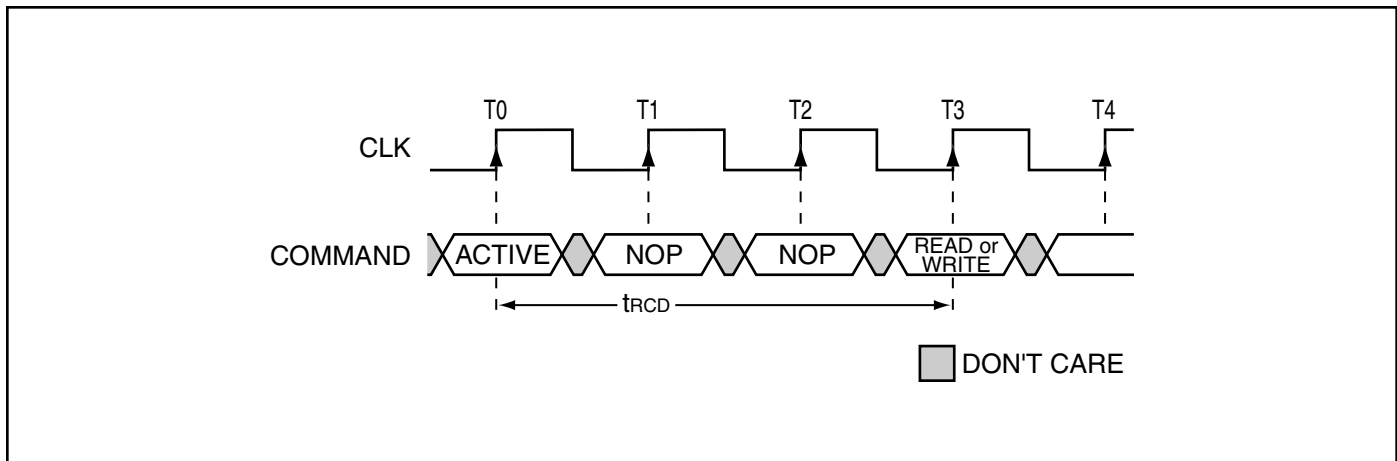 T0 T1 T2 T3 T4
CLK
COMMAND ACTIVE NOP NOP READ or
WRITE
tRCD
DON'T CARE